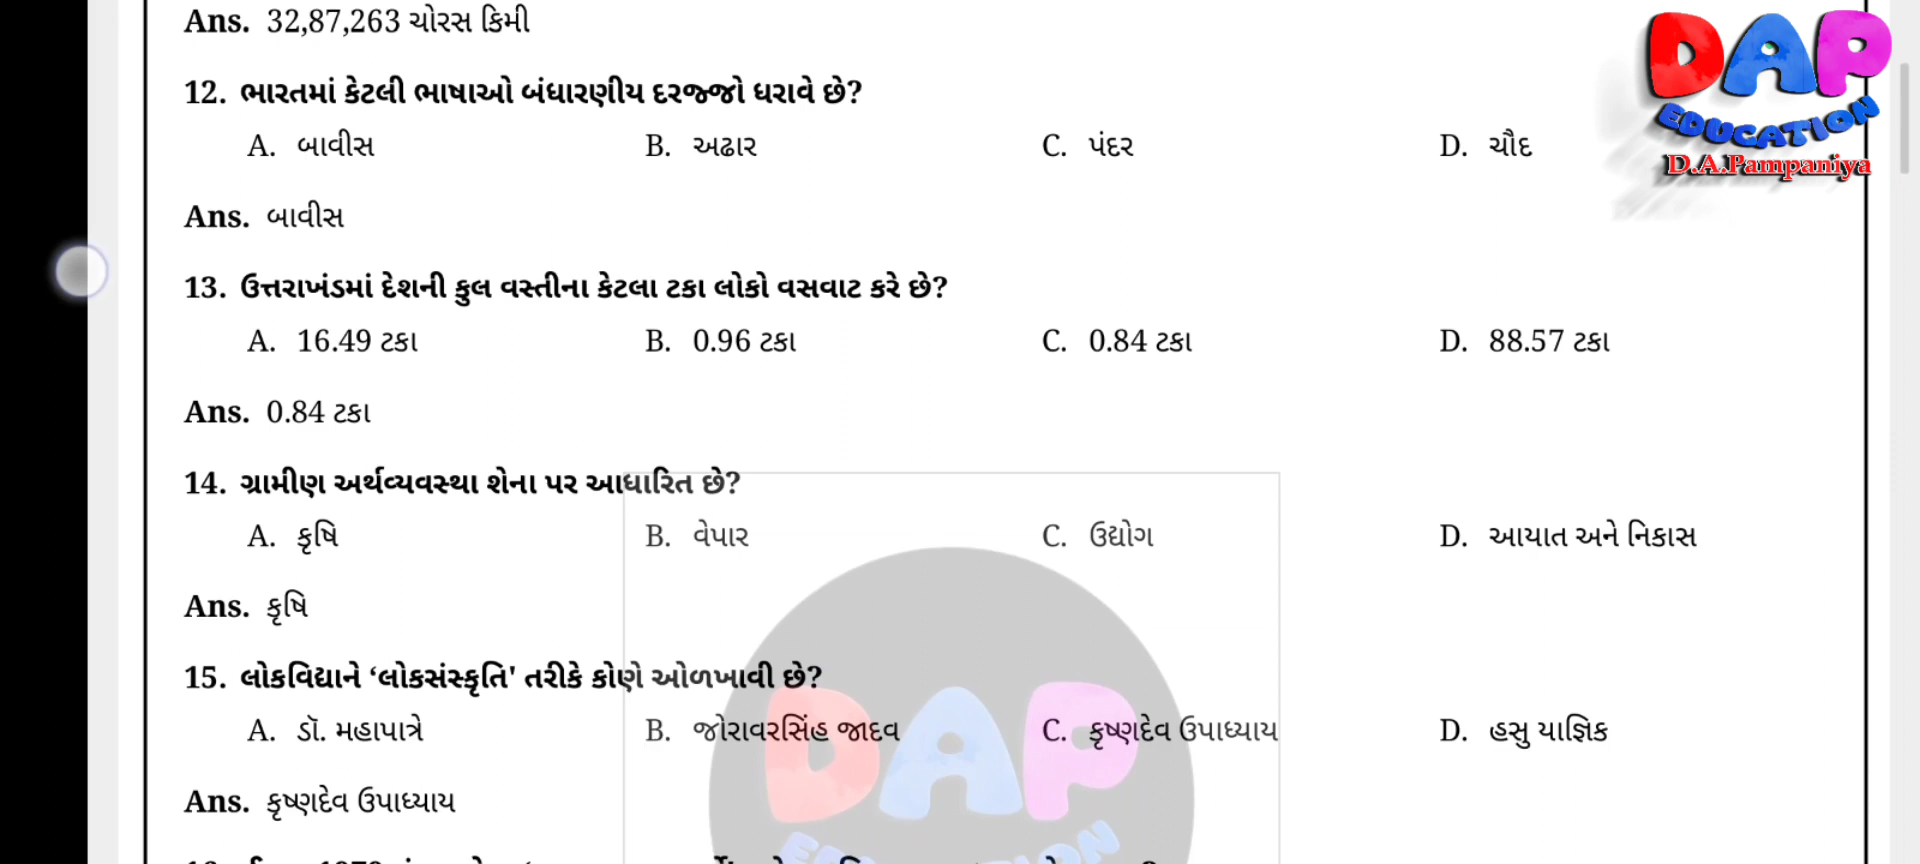 Ans. 32,87,263 ચોરસ કિમી
12. ભારતમાં કેટલી ભાષાઓ બંધારણીય દરજ્જો ધરાવે છે?
A. બાવીસ B. અઢાર C. પંદર D. ચૌદ
Ans. બાવીસ
13. ઉત્તરાખંડમાં દેશની કુલ વસ્તીના કેટલા ટકા લોકો વસવાટ કરે છે?
A. 16.49 ટકા B. 0.96 ટકા C. 0.84 ટકા D. 88.57 ટકા
Ans. 0.84 ટકા
14. ગ્રામીણ અર્થવ્યવસ્થા શેના પર આધારિત છે?
A. કૃષિ B. વેપાર C. ઉદ્યોગ D. આયાત અને નિકાસ
Ans. કૃષિ
15. લોકવિદ્યાને ‘લોકસંસ્કૃતિ' તરીકે કોણે ઓળખાવી છે?
A. ડૉ. મહાપાત્રે B. જોરાવરસિંહ જાદવ C. કૃષ્ણદેવ ઉપાધ્યાય D. હસુ યાજ્ઞિક
Ans. કૃષ્ણદેવ ઉપાધ્યાય
DAP
EDUCATION
D.A.Pampaniya
DAP